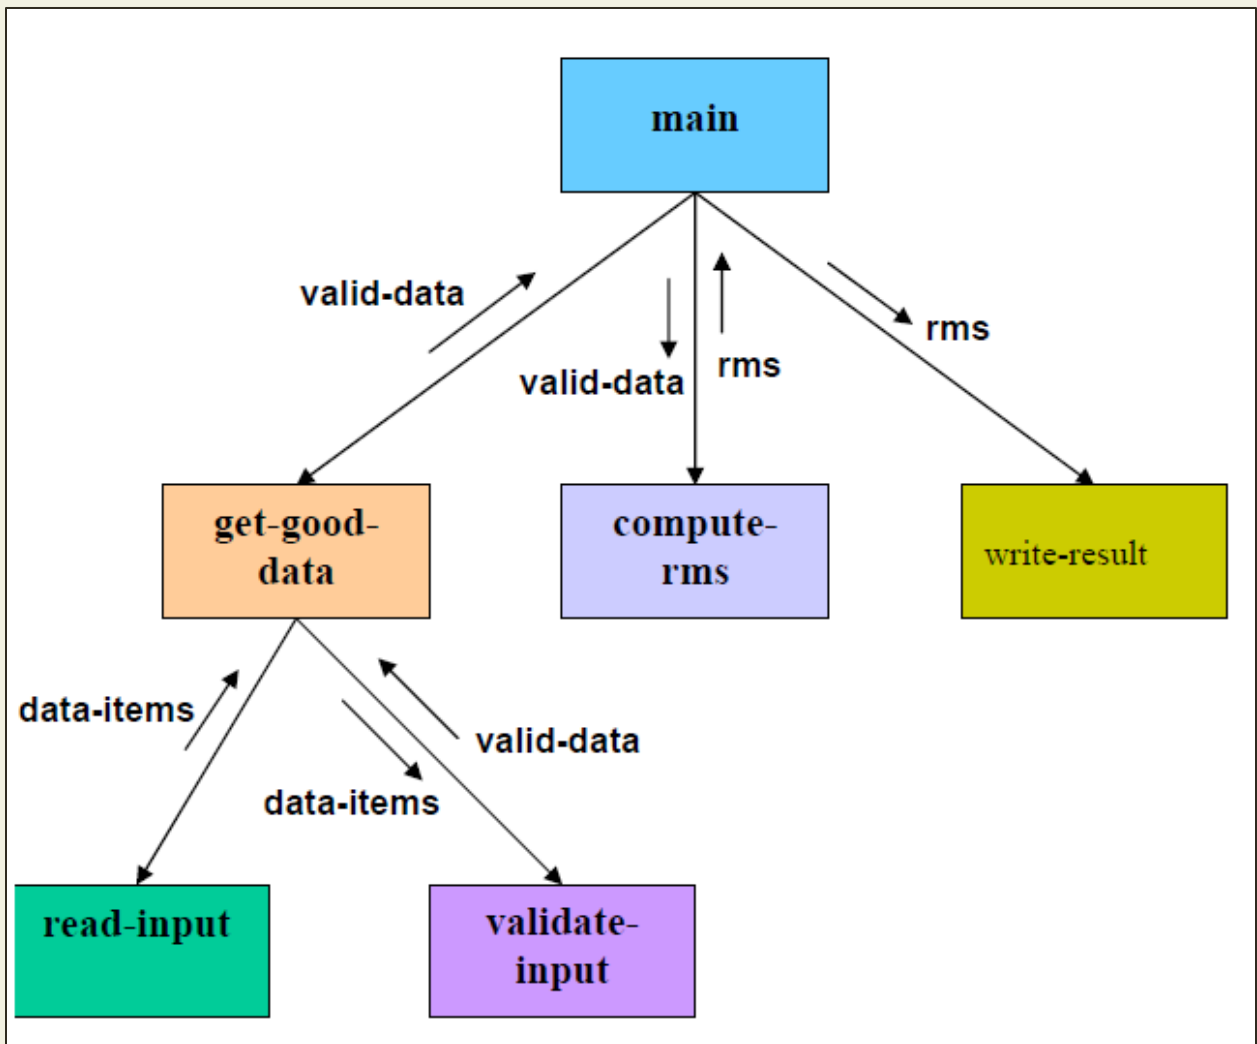 main
valid-data
rms
rms
valid-data
get-good-
data
compute-
rms
write-result
data-items
valid-data
data-items
read-input
validate-
input